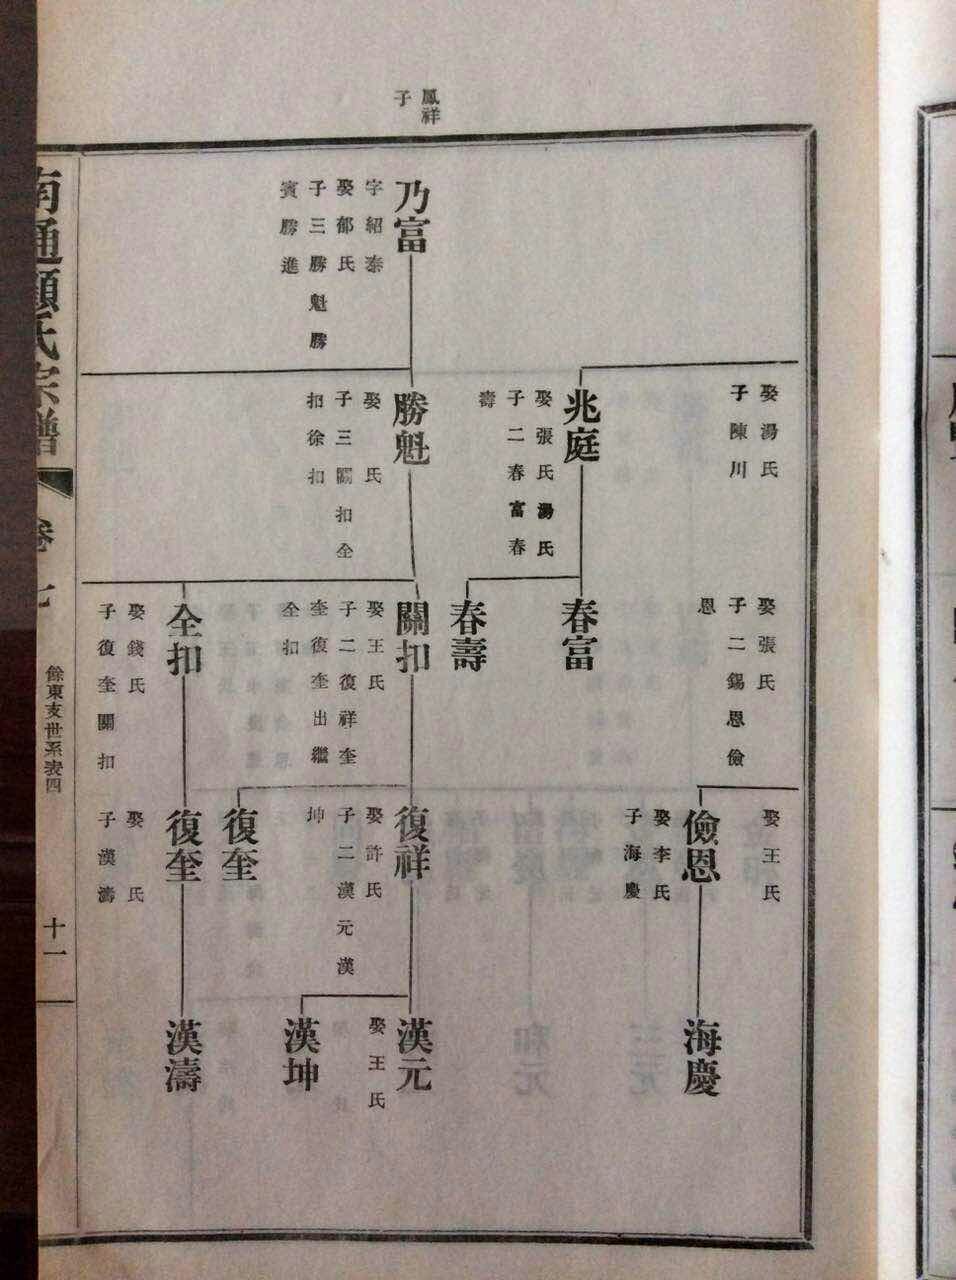 鳳祥
子
乃富
字紹泰
娶郁氏
子三勝魁勝
賓勝進
娶湯氏
子陳川
兆庭
娶張氏湯氏
子二春富春
壽
勝魁
娶氏
子三關扣全
扣徐扣
娶張氏
子二錫恩儉
恩
春富
春壽
關扣
娶王氏
子二復祥奎
奎復奎出繼
全扣
全扣
娶錢氏
子復奎關扣
娶王氏
儉恩
娶李氏
子海慶
復祥
娶許氏
子二漢元漢
坤
復奎
復奎
娶氏
子漢濤
海慶
漢元
娶王氏
漢坤
漢濤
南通顧氏宗譜
卷七
餘東支世系表四
十一